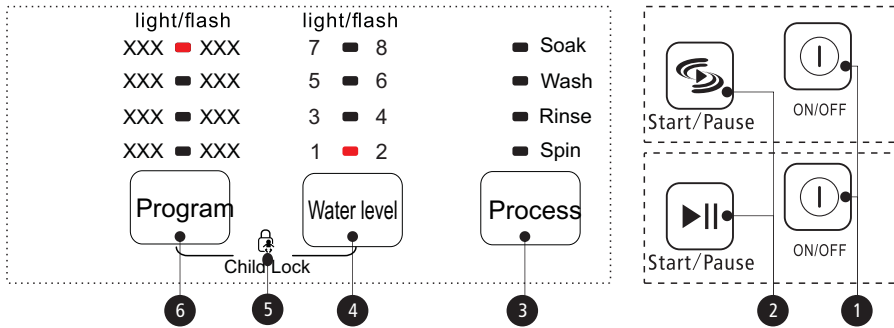 light/flash light/flash
XXX XXX 7 8 Soak
XXX XXX 5 6 Wash
XXX XXX 3 4 Rinse
XXX XXX 1 2 Spin
Program Water level Process
Child Lock
Start/Pause ON/OFF
Start/Pause ON/OFF
6 5 4 3 2 1